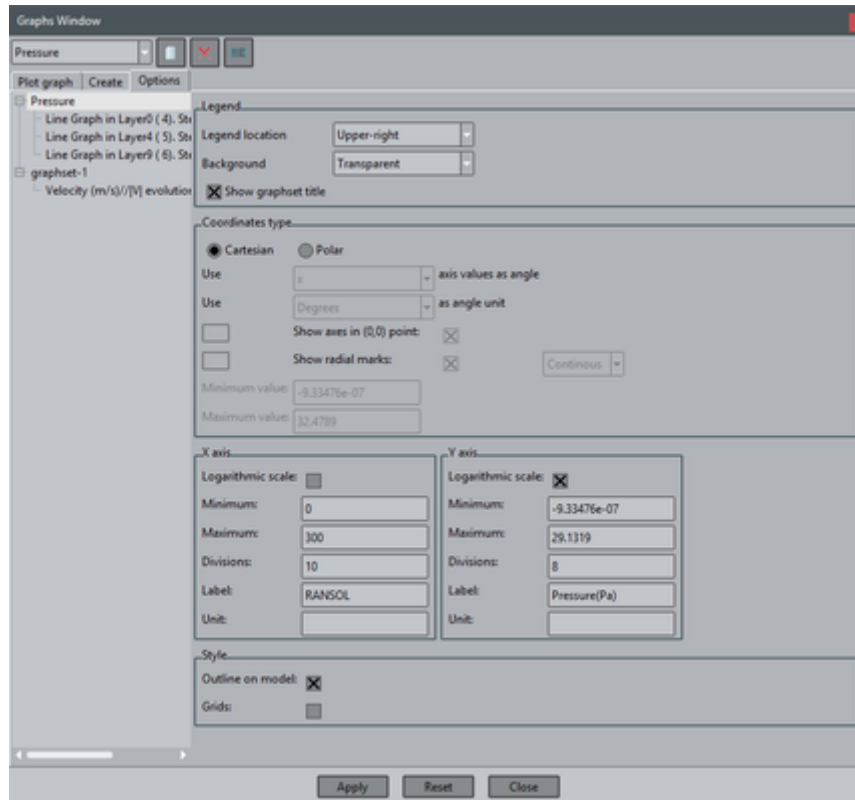 Graphs Window
Pressure
Plot graph Create Options
Pressure
Line Graph in Layer0 ( 4). Ste
Line Graph in Layer4 ( 5). Ste
Line Graph in Layer9 ( 6). Ste
graphset-1
Velocity (m/s)//|V| evolution
Legend
Legend location Upper-right
Background Transparent
Show graphset title
Coordinates type
Cartesian Polar
Use x axis values as angle
Use Degrees as angle unit
Show axes in (0,0) point:
Show radial marks: Continous
Minimum value: -9.33476e-07
Maximum value: 32.4789
X axis
Logarithmic scale:
Minimum: 0
Maximum: 300
Divisions: 10
Label: RANSOL
Unit:
Y axis
Logarithmic scale:
Minimum: -9.33476e-07
Maximum: 29.1319
Divisions: 8
Label: Pressure(Pa)
Unit:
Style
Outline on model:
Grids:
Apply Reset Close